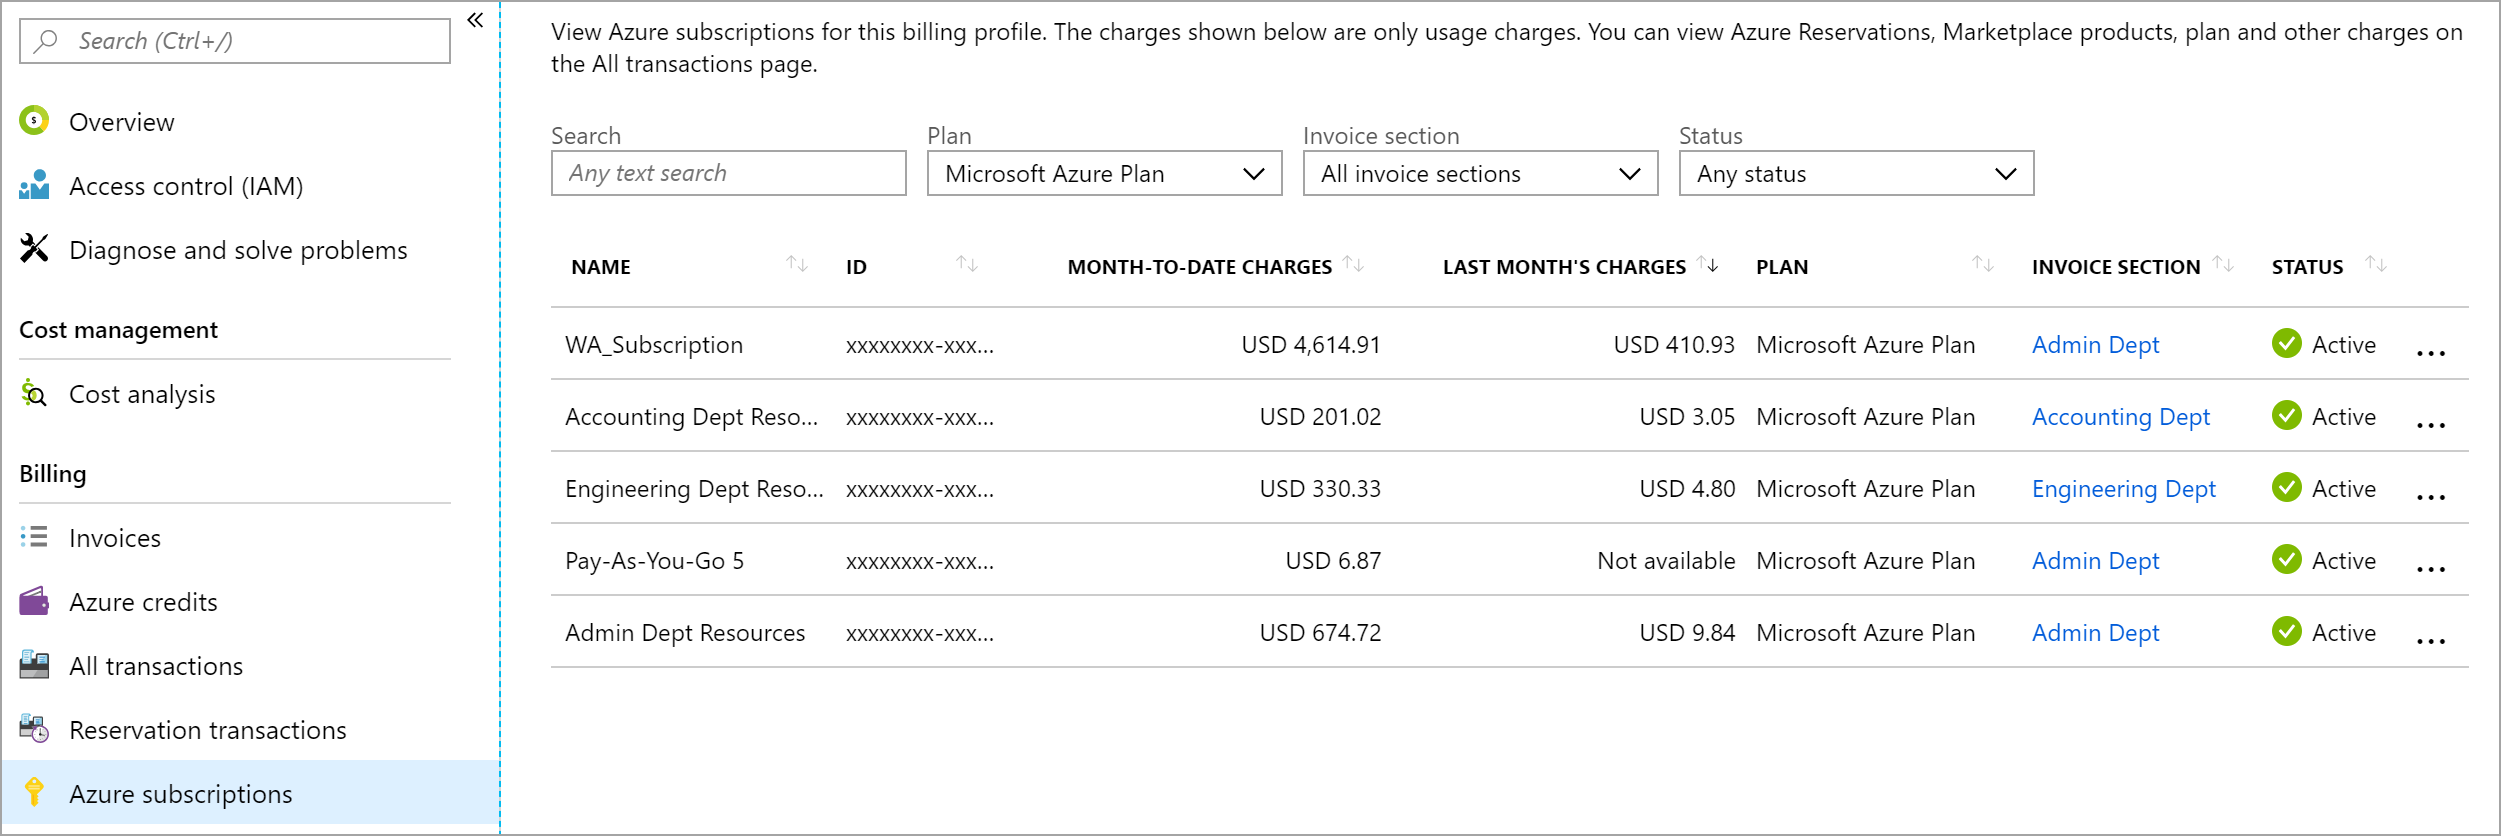 Search (Ctrl+/)
Overview
Access control (IAM)
Diagnose and solve problems
Cost management
Cost analysis
Billing
Invoices
Azure credits
All transactions
Reservation transactions
Azure subscriptions
View Azure subscriptions for this billing profile. The charges shown below are only usage charges. You can view Azure Reservations, Marketplace products, plan and other charges on
the All transactions page.
Search Plan Invoice section Status
Any text search Microsoft Azure Plan All invoice sections Any status
NAME ID MONTH-TO-DATE CHARGES LAST MONTH'S CHARGES PLAN INVOICE SECTION STATUS
WA_Subscription xxxxxxxx-xxx... USD 4,614.91 USD 410.93 Microsoft Azure Plan Admin Dept Active ...
Accounting Dept Reso... xxxxxxxx-xxx... USD 201.02 USD 3.05 Microsoft Azure Plan Accounting Dept Active ...
Engineering Dept Reso... xxxxxxxx-xxx... USD 330.33 USD 4.80 Microsoft Azure Plan Engineering Dept Active ...
Pay-As-You-Go 5 xxxxxxxx-xxx... USD 6.87 Not available Microsoft Azure Plan Admin Dept Active ...
Admin Dept Resources xxxxxxxx-xxx... USD 674.72 USD 9.84 Microsoft Azure Plan Admin Dept Active ...